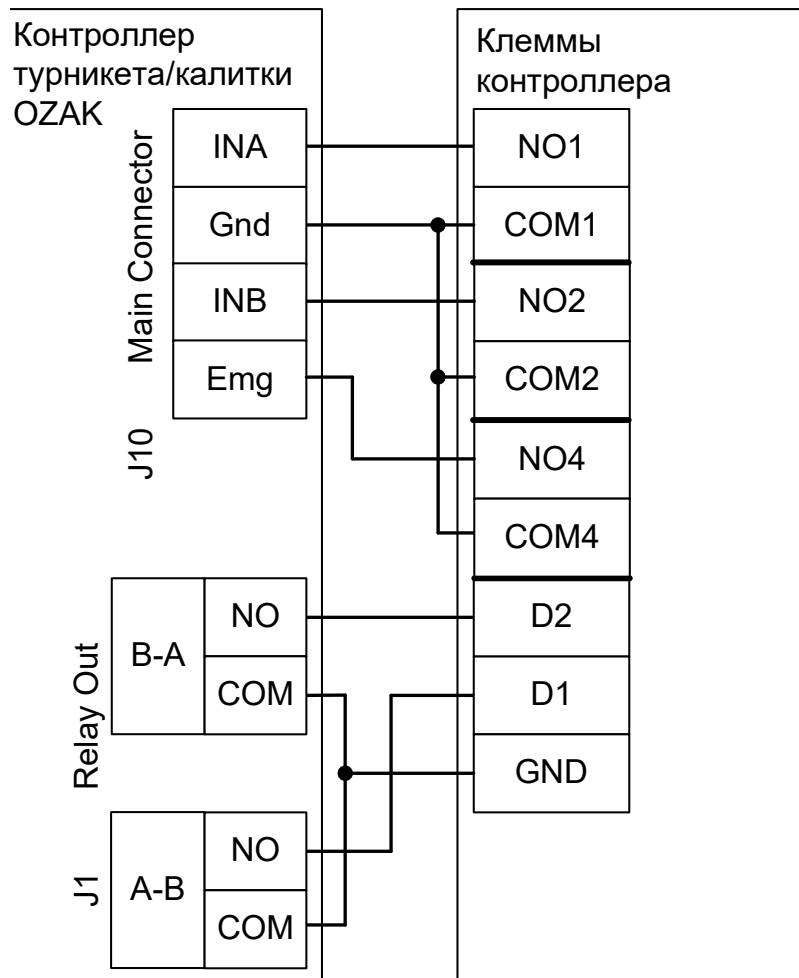 Контроллер
турникета/калитки
OZAK
Main Connector
J10
INA
Gnd
INB
Emg
Relay Out
B-A
NO
COM
J1
A-B
NO
COM
Клеммы
контроллера
NO1
COM1
NO2
COM2
NO4
COM4
D2
D1
GND